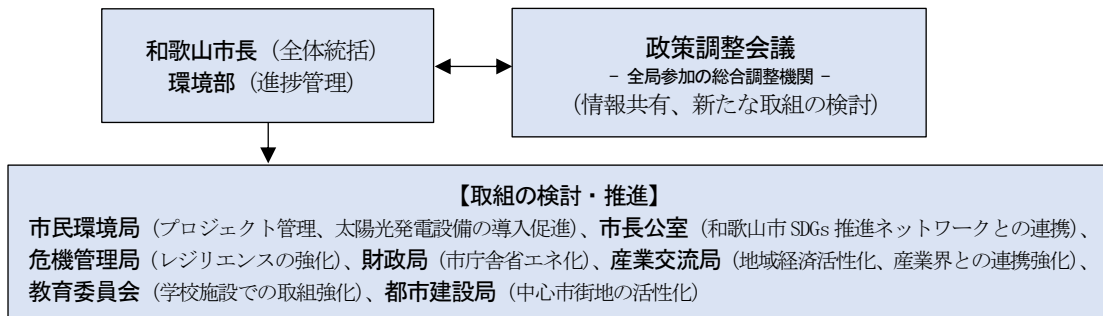 和歌山市長（全体統括）
環境部（進捗管理）
政策調整会議
－ 全局参加の総合調整機関 －
（情報共有、新たな取組の検討）
【取組の検討・推進】
市民環境局（プロジェクト管理、太陽光発電設備の導入促進）、市長公室（和歌山市 SDGs 推進ネットワークとの連携）、
危機管理局（レジリエンスの強化）、財政局（市庁舎省エネ化）、産業交流局（地域経済活性化、産業界との連携強化）、
教育委員会（学校施設での取組強化）、都市建設局（中心市街地の活性化）